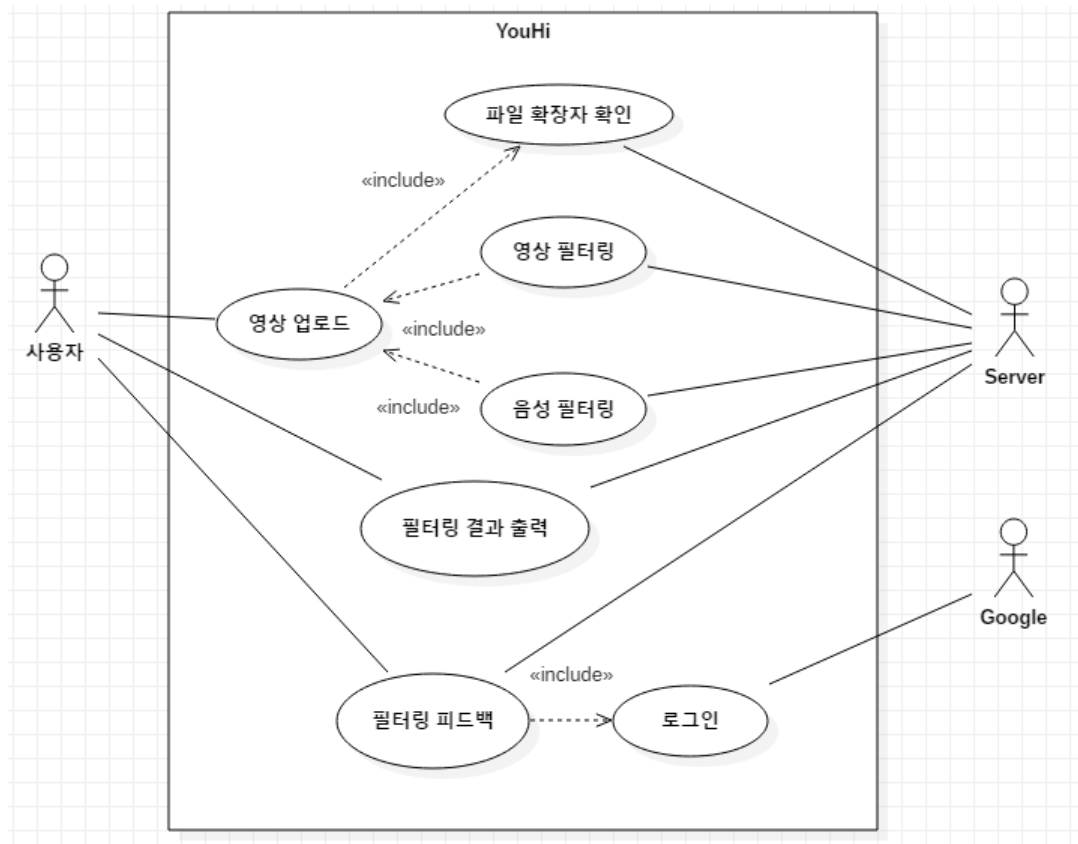 YouHi
파일 확장자 확인
«include»
영상 필터링
사용자
영상 업로드
«include»
Server
«include»
음성 필터링
필터링 결과 출력
Google
«include»
필터링 피드백
로그인